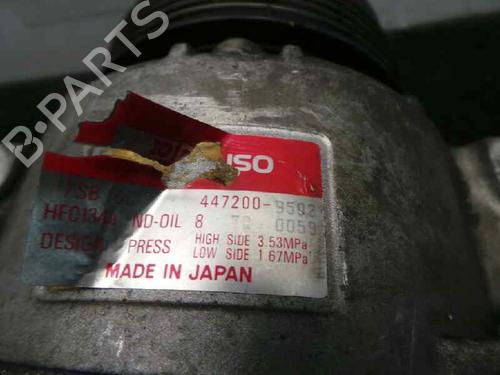 B-PARTS
NSO
447200-9592
HFC134a ND-OIL 8
0059
DESIGN PRESS HIGH SIDE 3.53MPa
LOW SIDE 1.67MPa
MADE IN JAPAN